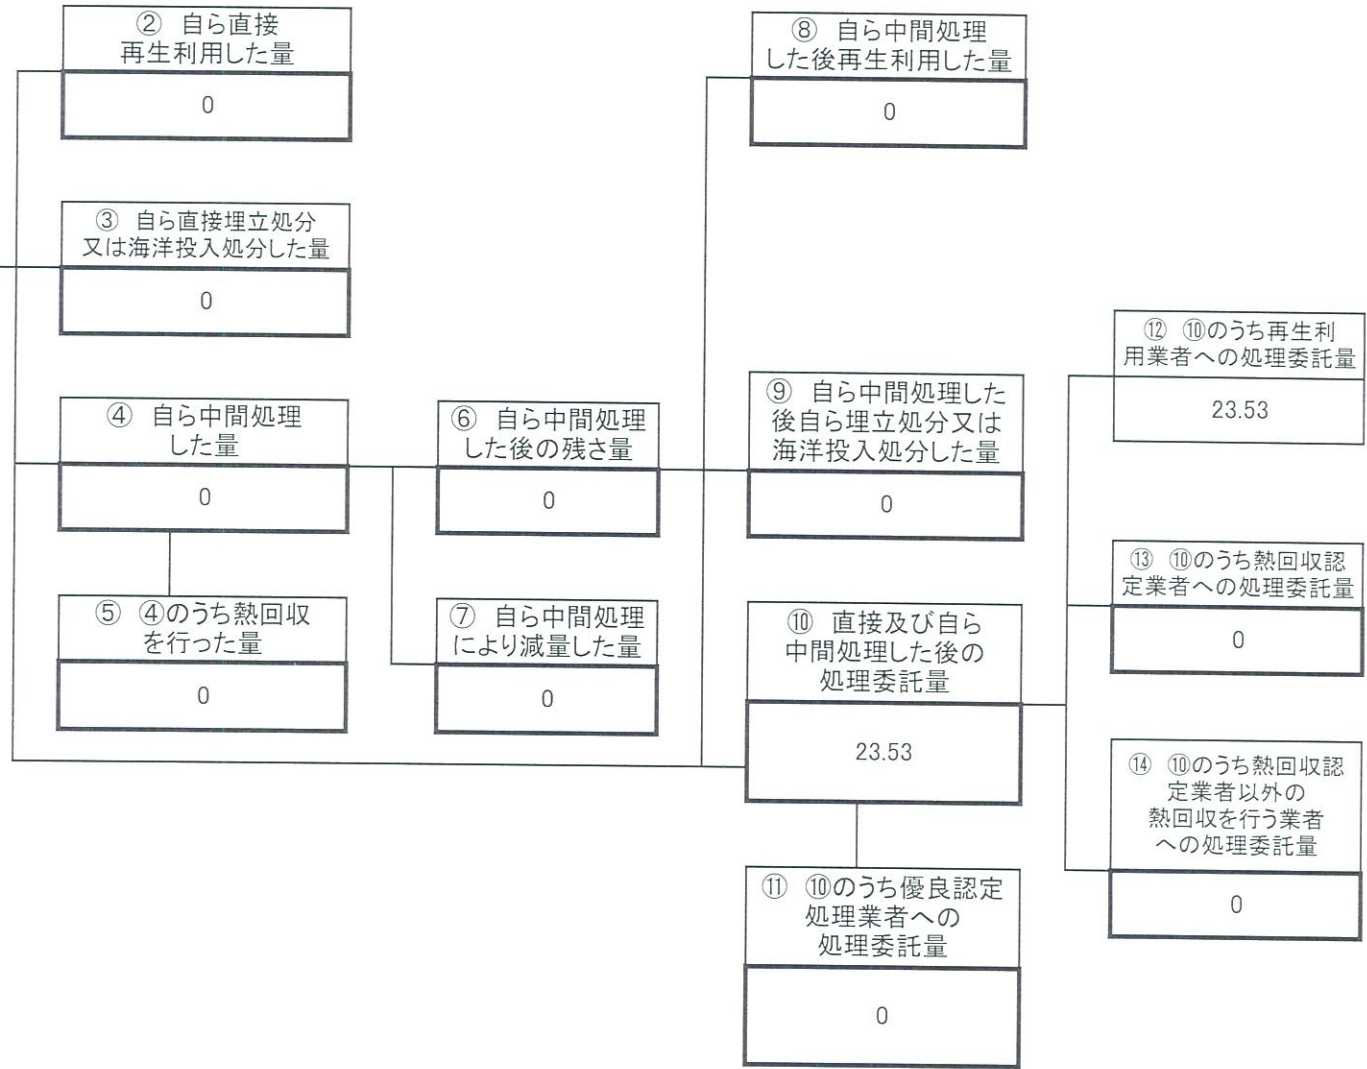 ② 自ら直接
再生利用した量
0
③ 自ら直接埋立処分
又は海洋投入処分した量
0
④ 自ら中間処理
した量
0
⑤ ④のうち熱回収
を行った量
0
⑥ 自ら中間処理
した後の残さ量
0
⑦ 自ら中間処理
により減量した量
0
⑧ 自ら中間処理
した後再生利用した量
0
⑨ 自ら中間処理した
後自ら埋立処分又は
海洋投入処分した量
0
⑩ 直接及び自ら
中間処理した後の
処理委託量
23.53
⑪ ⑩のうち優良認定
処理業者への
処理委託量
0
⑫ ⑩のうち再生利
用業者への処理委託量
23.53
⑬ ⑩のうち熱回収認
定業者への処理委託量
0
⑭ ⑩のうち熱回収認
定業者以外の
熱回収を行う業者
への処理委託量
0